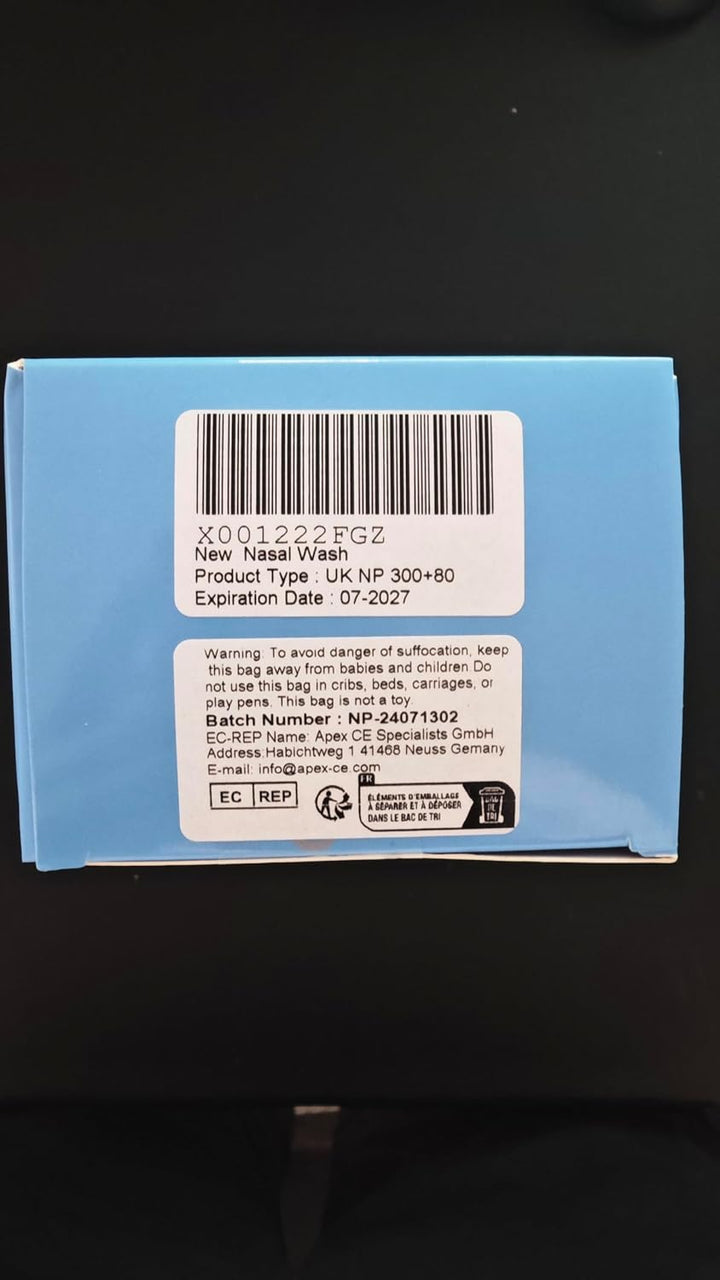 X001222FGZ
New Nasal Wash
Product Type : UK NP 300+80
Expiration Date : 07-2027
Warning: To avoid danger of suffocation, keep
this bag away from babies and children.Do
not use this bag in cribs, beds, carriages, or
play pens. This bag is not a toy.
Batch Number : NP-24071302
EC-REP Name: Apex CE Specialists GmbH
Address:Habichtweg 1 41468 Neuss Gemany
E-mail: info@apex-ce.com
EC REP
FR
ÉLÉMENTS D'EMBALLAGE
À SÉPARER ET À DÉPOSER
DANS LE BAC DE TRI
BAC
DE
TRI